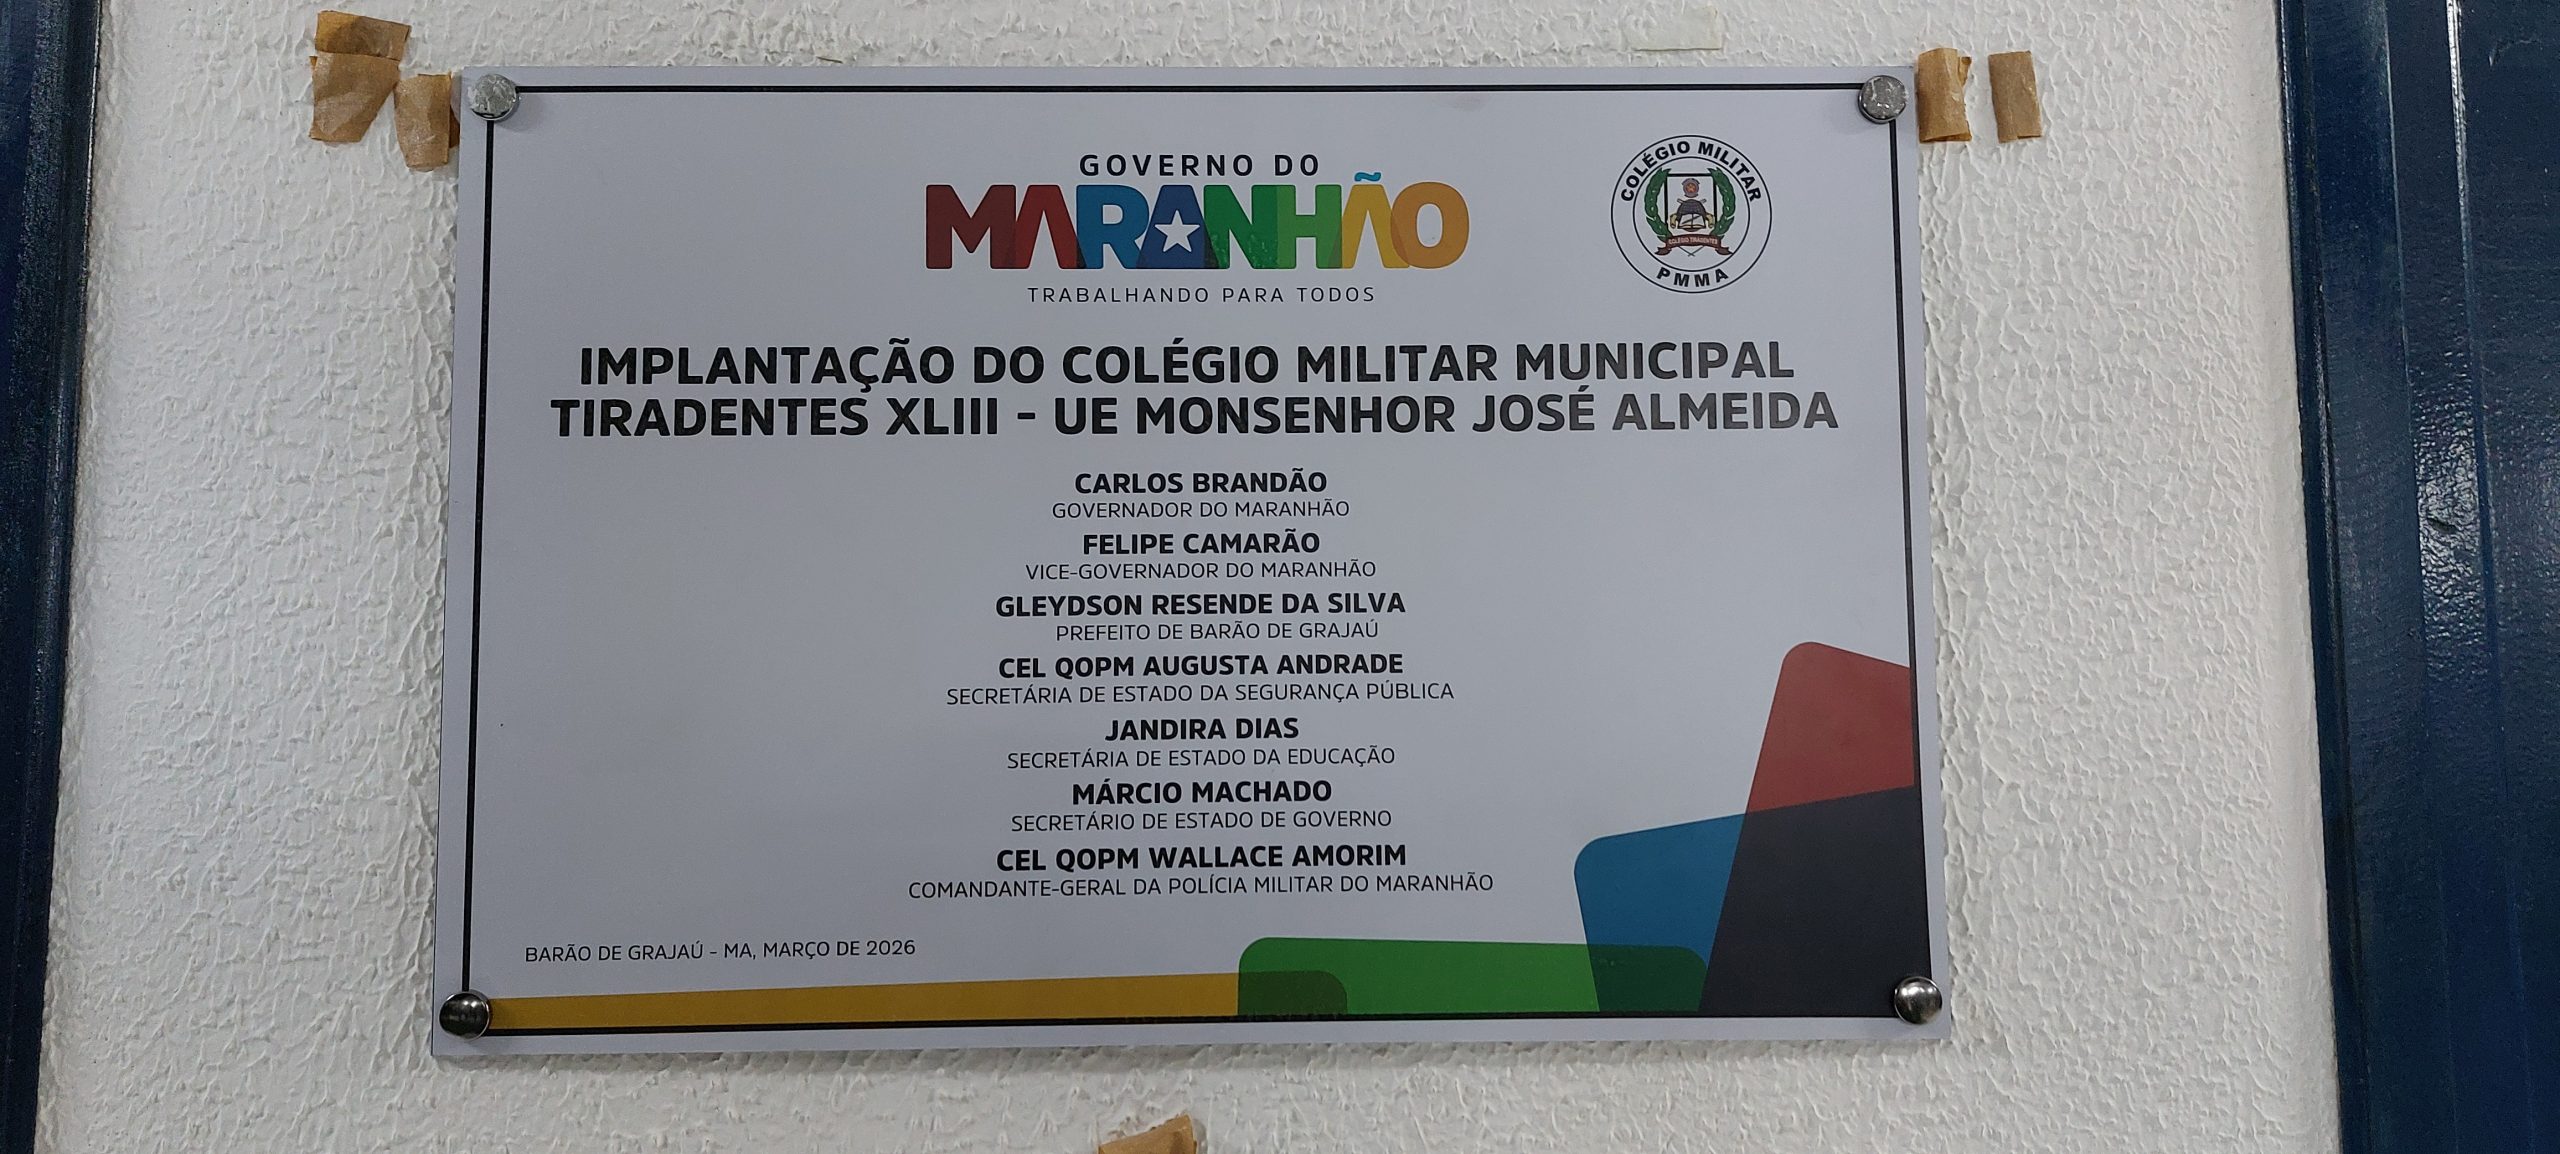 GOVERNO DO
MARANHÃO
TRABALHANDO PARA TODOS
COLÉGIO MILITAR
COLÉGIO TIRADENTES
PMMA
IMPLANTAÇÃO DO COLÉGIO MILITAR MUNICIPAL
TIRADENTES XLIII - UE MONSENHOR JOSÉ ALMEIDA
CARLOS BRANDÃO
GOVERNADOR DO MARANHÃO
FELIPE CAMARÃO
VICE-GOVERNADOR DO MARANHÃO
GLEYDSON RESENDE DA SILVA
PREFEITO DE BARÃO DE GRAJAÚ
CEL QOPM AUGUSTA ANDRADE
SECRETÁRIA DE ESTADO DA SEGURANÇA PÚBLICA
JANDIRA DIAS
SECRETÁRIA DE ESTADO DA EDUCAÇÃO
MÁRCIO MACHADO
SECRETÁRIO DE ESTADO DE GOVERNO
CEL QOPM WALLACE AMORIM
COMANDANTE-GERAL DA POLÍCIA MILITAR DO MARANHÃO
BARÃO DE GRAJAÚ - MA, MARÇO DE 2026